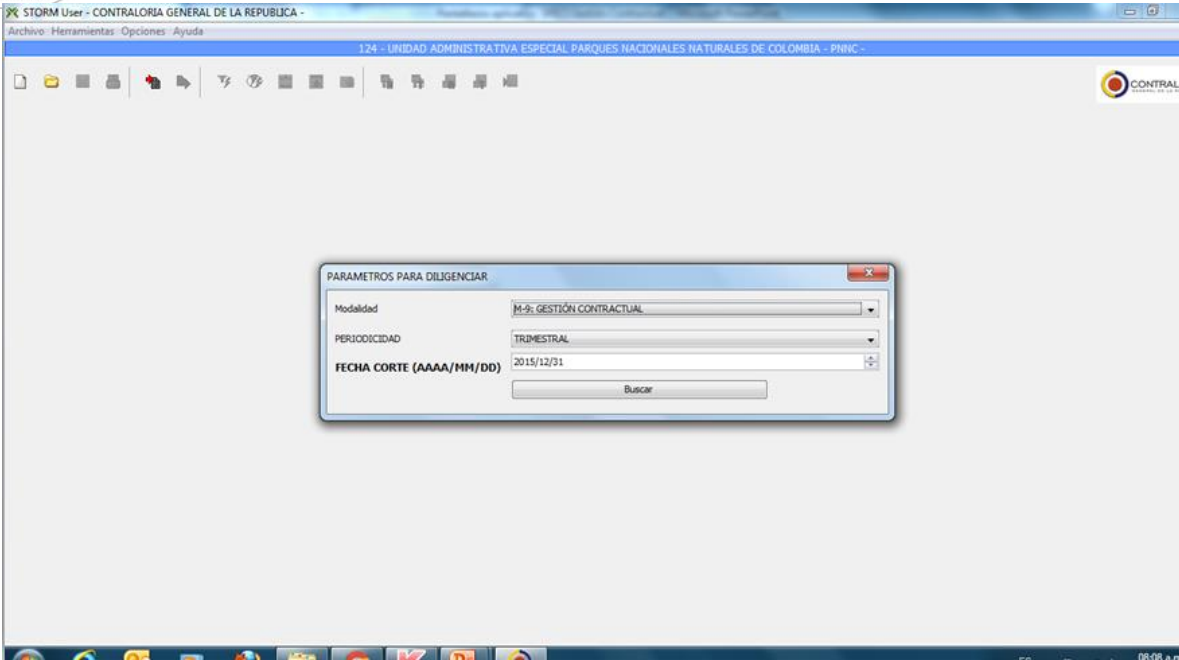 STORM User - CONTRALORIA GENERAL DE LA REPUBLICA -
Archivo Herramientas Opciones Ayuda
124 - UNIDAD ADMINISTRATIVA ESPECIAL PARQUES NACIONALES NATURALES DE COLOMBIA - PNNC -
CONTRAL
PARAMETROS PARA DILIGENCIAR
Modalidad M-9: GESTIÓN CONTRACTUAL
PERIODICIDAD TRIMESTRAL
FECHA CORTE (AAAA/MM/DD) 2015/12/31
Buscar
08:08 a.m